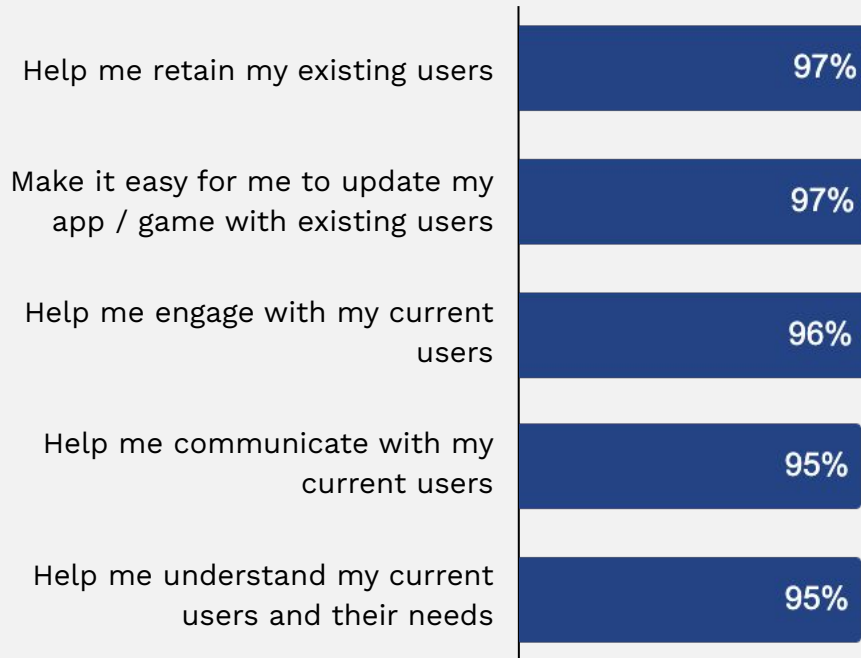 Help me retain my existing users
97%
Make it easy for me to update my
app / game with existing users
97%
Help me engage with my current
users
96%
Help me communicate with my
current users
95%
Help me understand my current
users and their needs
95%